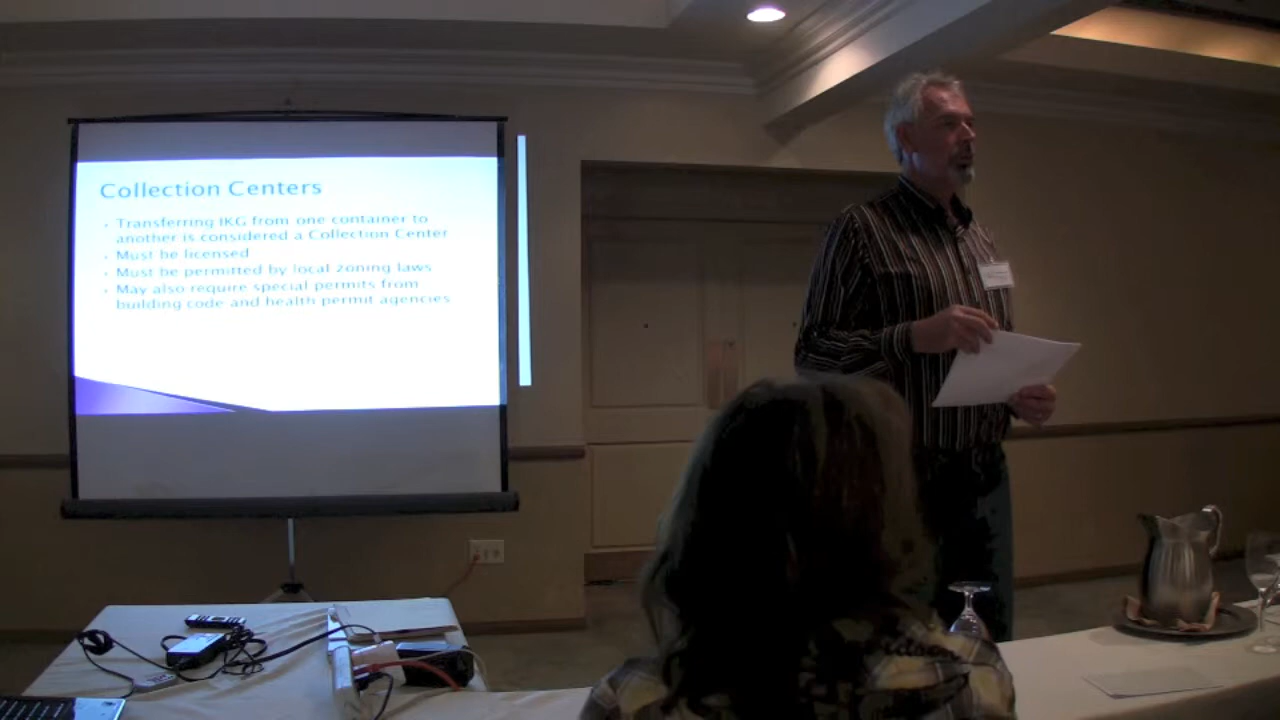 Collection Centers
Transferring IKG from one container to
another is considered a Collection Center
Must be licensed
Must be permitted by local zoning laws
May also require special permits from
building code and health permit agencies